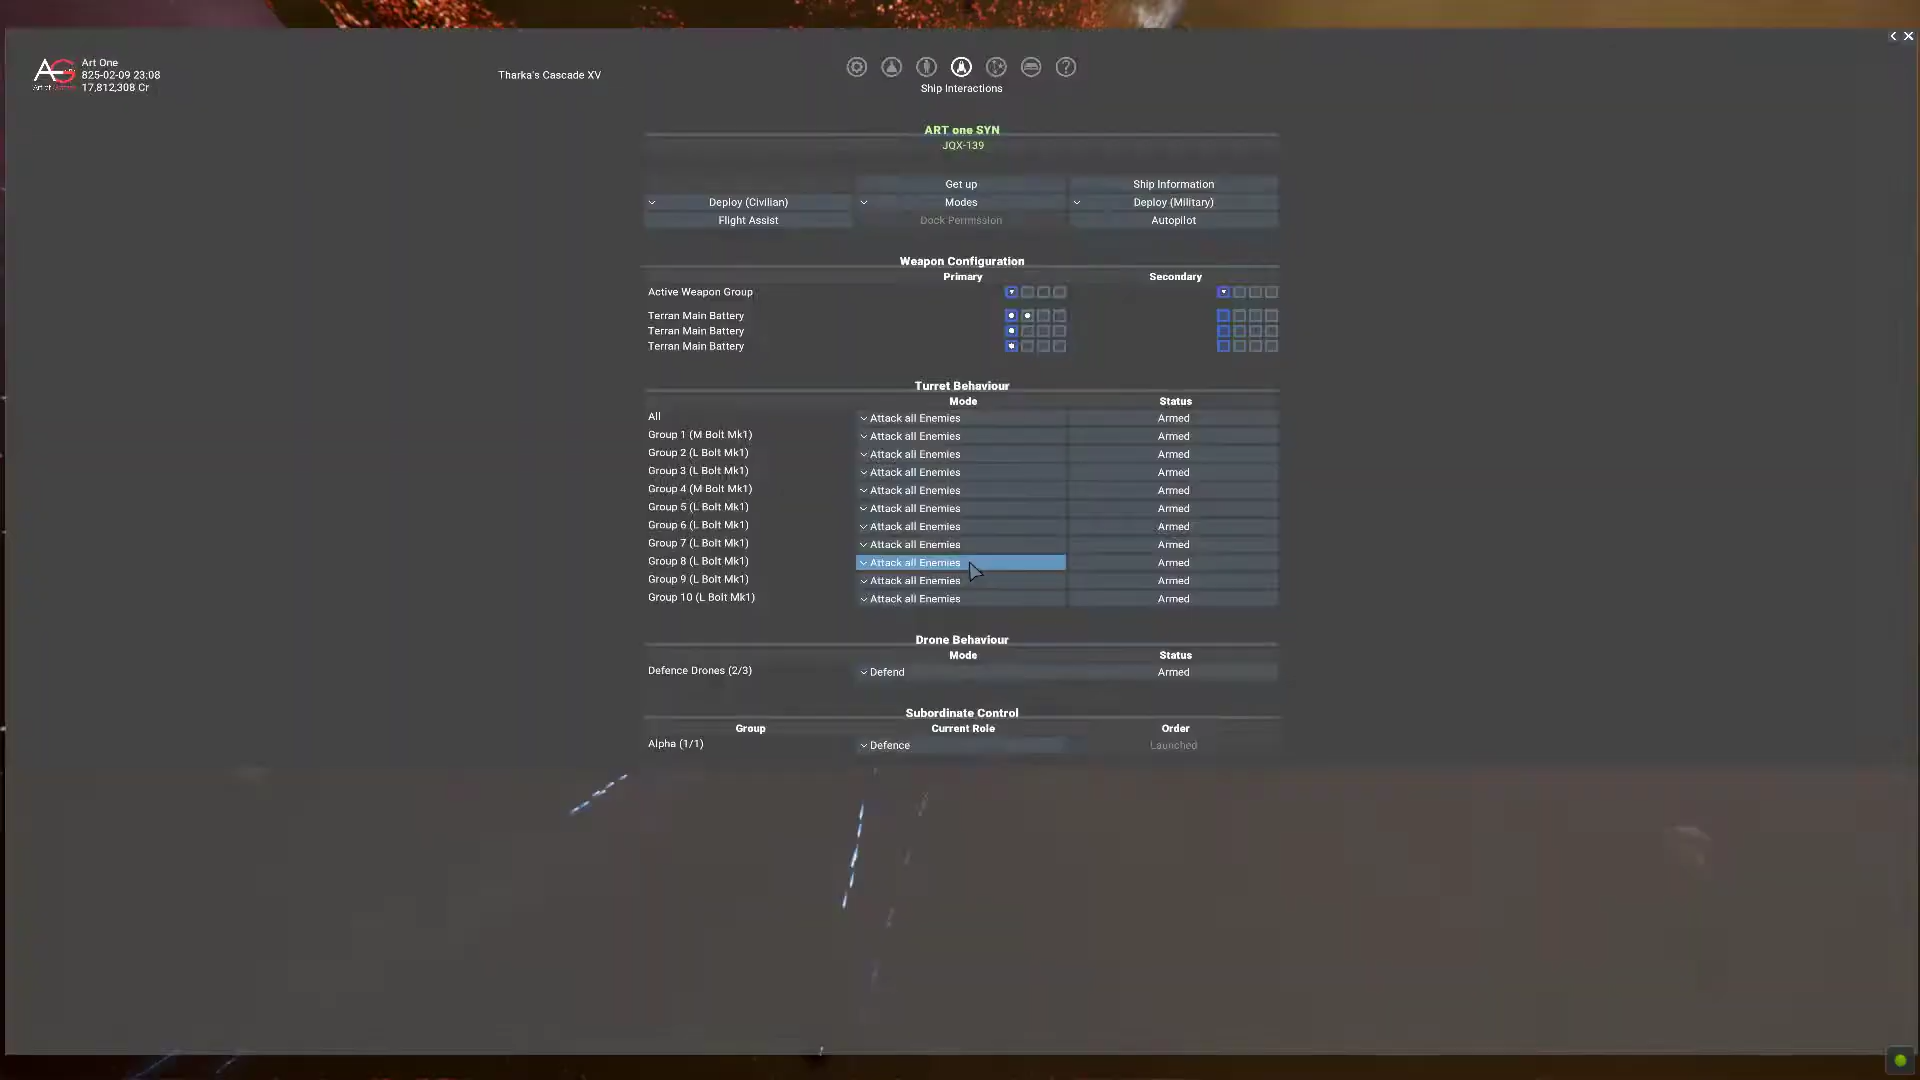 Art One
825-02-09 23:08
17,812,308 Cr
Tharka's Cascade XV
Ship Interactions
ART one SYN
JQX-139
Get up
Ship Information
Deploy (Civilian)
Modes
Deploy (Military)
Flight Assist
Dock Permission
Autopilot
Weapon Configuration
Primary
Secondary
Active Weapon Group
Terran Main Battery
Terran Main Battery
Terran Main Battery
Turret Behaviour
Mode
Status
All
Attack all Enemies
Armed
Group 1 (M Bolt Mk1)
Attack all Enemies
Armed
Group 2 (L Bolt Mk1)
Attack all Enemies
Armed
Group 3 (L Bolt Mk1)
Attack all Enemies
Armed
Group 4 (M Bolt Mk1)
Attack all Enemies
Armed
Group 5 (L Bolt Mk1)
Attack all Enemies
Armed
Group 6 (L Bolt Mk1)
Attack all Enemies
Armed
Group 7 (L Bolt Mk1)
Attack all Enemies
Armed
Group 8 (L Bolt Mk1)
Attack all Enemies
Armed
Group 9 (L Bolt Mk1)
Attack all Enemies
Armed
Group 10 (L Bolt Mk1)
Attack all Enemies
Armed
Drone Behaviour
Mode
Status
Defence Drones (2/3)
Defend
Armed
Subordinate Control
Group
Current Role
Order
Alpha (1/1)
Defence
Launched